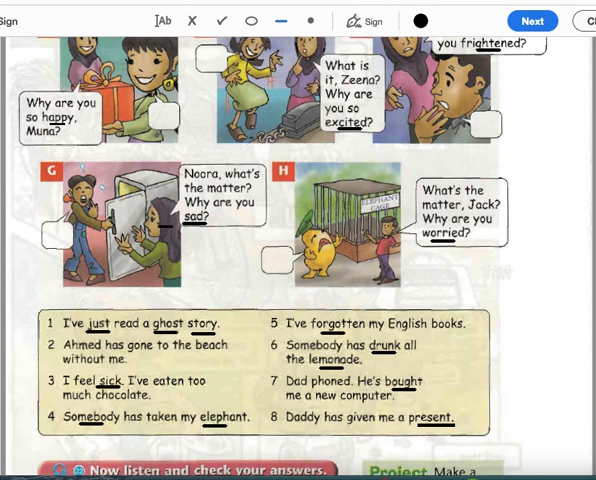 Sign
Ab
Sign
Next
you frightened?
What is
it, Zeena?
Why are
you so
excited?
Why are you
so happy,
Muna?
G
Noora, what's
the matter?
Why are you
sad?
H
ELEPHANT
CAGE
What's the
matter, Jack?
Why are you
worried?
1 I've just read a ghost story.
2 Ahmed has gone to the beach
without me.
3 I feel sick. I've eaten too
much chocolate.
4 Somebody has taken my elephant.
5 I've forgotten my English books.
6 Somebody has drunk all
the lemonade.
7 Dad phoned. He's bought
me a new computer.
8 Daddy has given me a present.
Now listen and check your answers.
Project Make a